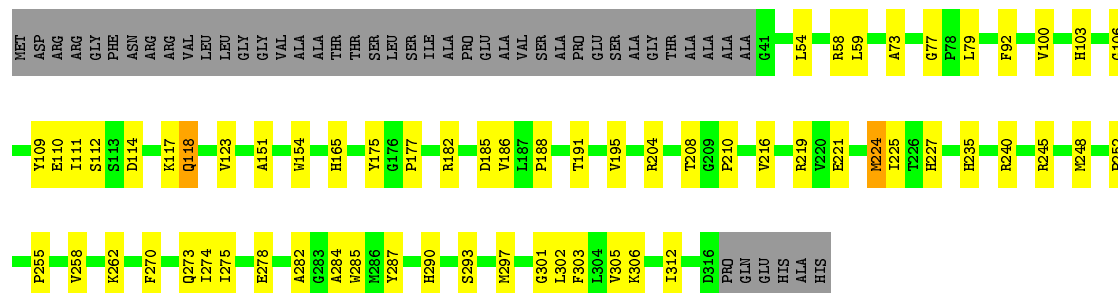 MET ASP ARG ARG GLY PHE ASN ARG ARG VAL LEU LEU GLY GLY VAL ALA ALA THR THR SER LEU SER ILE ALA PRO GLU ALA VAL SER ALA PRO GLU SER ALA GLY THR ALA ALA ALA ALA G41 L54 R58 L59 A73 G77 P78 L79 F92 V100 H103
Y109 E110 I111 S112 S113 D114 K117 Q118 V123 A151 W154 H165 Y175 G176 P177 R182 D185 V186 L187 P188 T191 V195 R204 T208 G209 P210 V216 R219 V220 E221 M224 I225 T226 H227 H235 R240 R245 M248
P255 V258 K262 F270 Q273 I274 I275 E278 A282 G283 A284 W285 M286 Y287 H290 S293 M297 G301 L302 F303 L304 V305 K306 I312 D316 PRO GLN GLU HIS ALA HIS